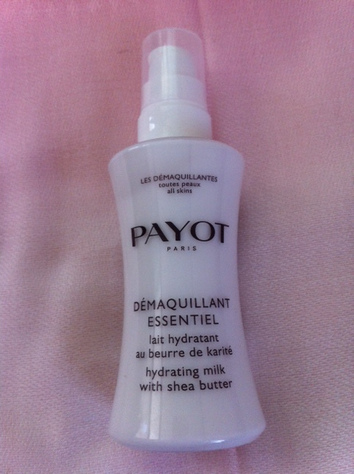 LES DÉMAQUILLANTES
toutes peaux
all skins
PAYOT
PARIS
DÉMAQUILLANT
ESSENTIEL
lait hydratant
au beurre de karité
hydrating milk
with shea butter